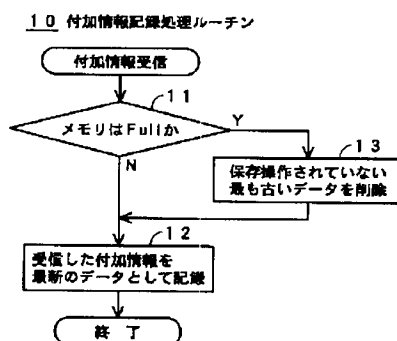 10 付加情報記録処理ルーチン
付加情報受信
11
メモリはFullか
Y
N
13
保存操作されていない
最も古いデータを削除
12
受信した付加情報を
最新のデータとして記録
終 了